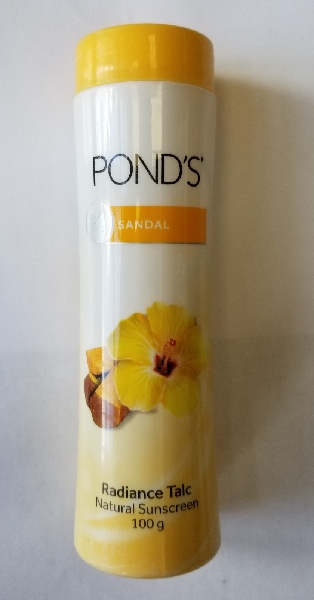 POND'S
SANDAL
Radiance Talc
Natural Sunscreen
100 g